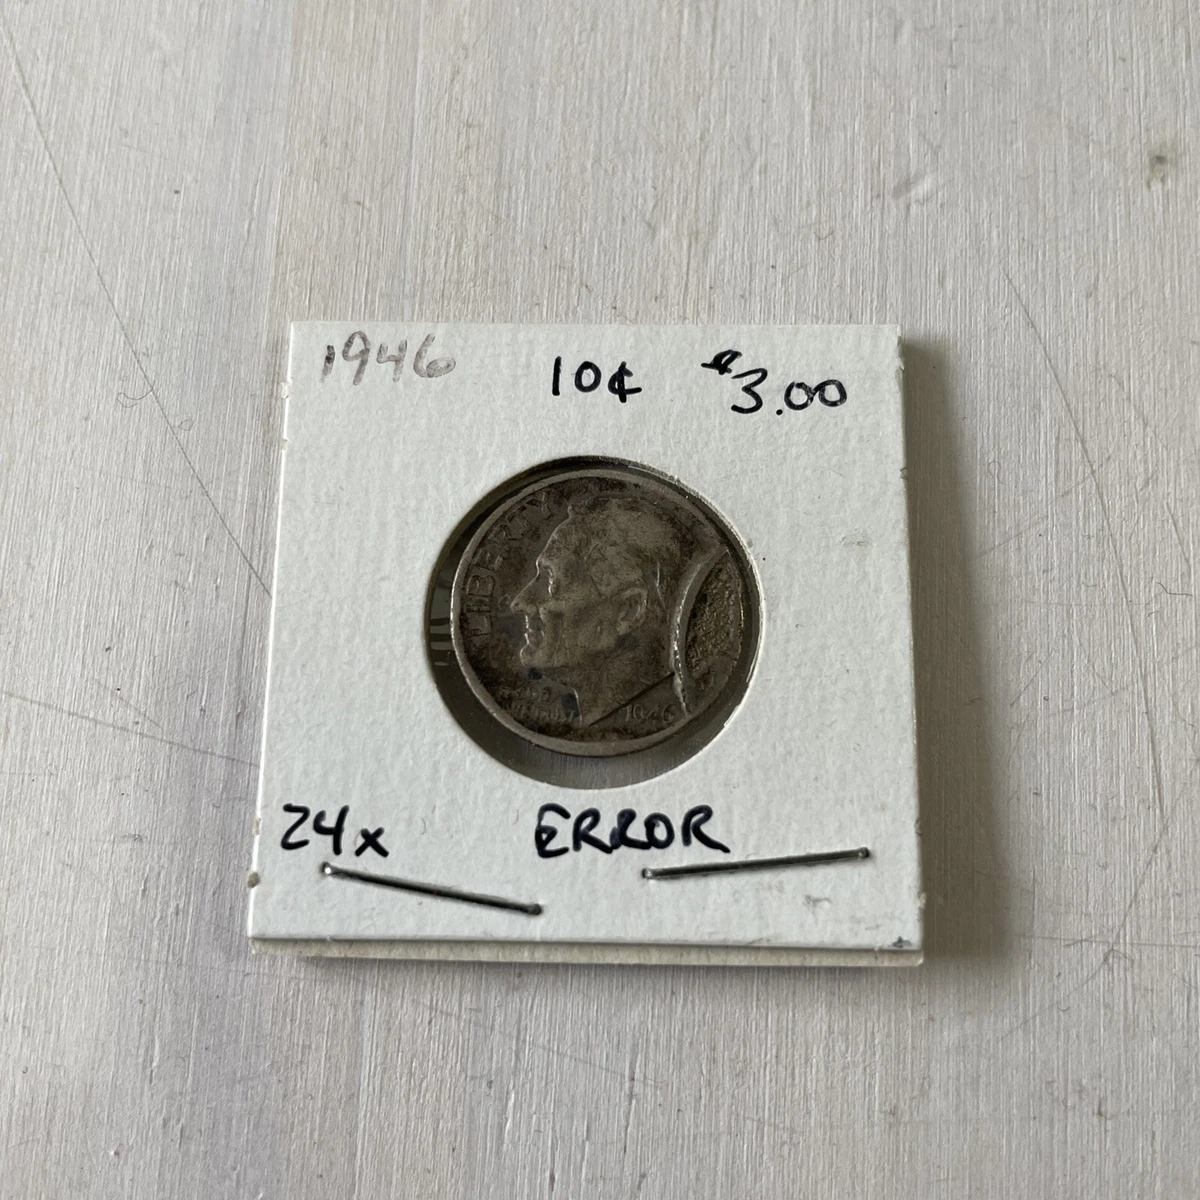 1946 10¢ $3.00
LIBERTY
1946
24x ERROR